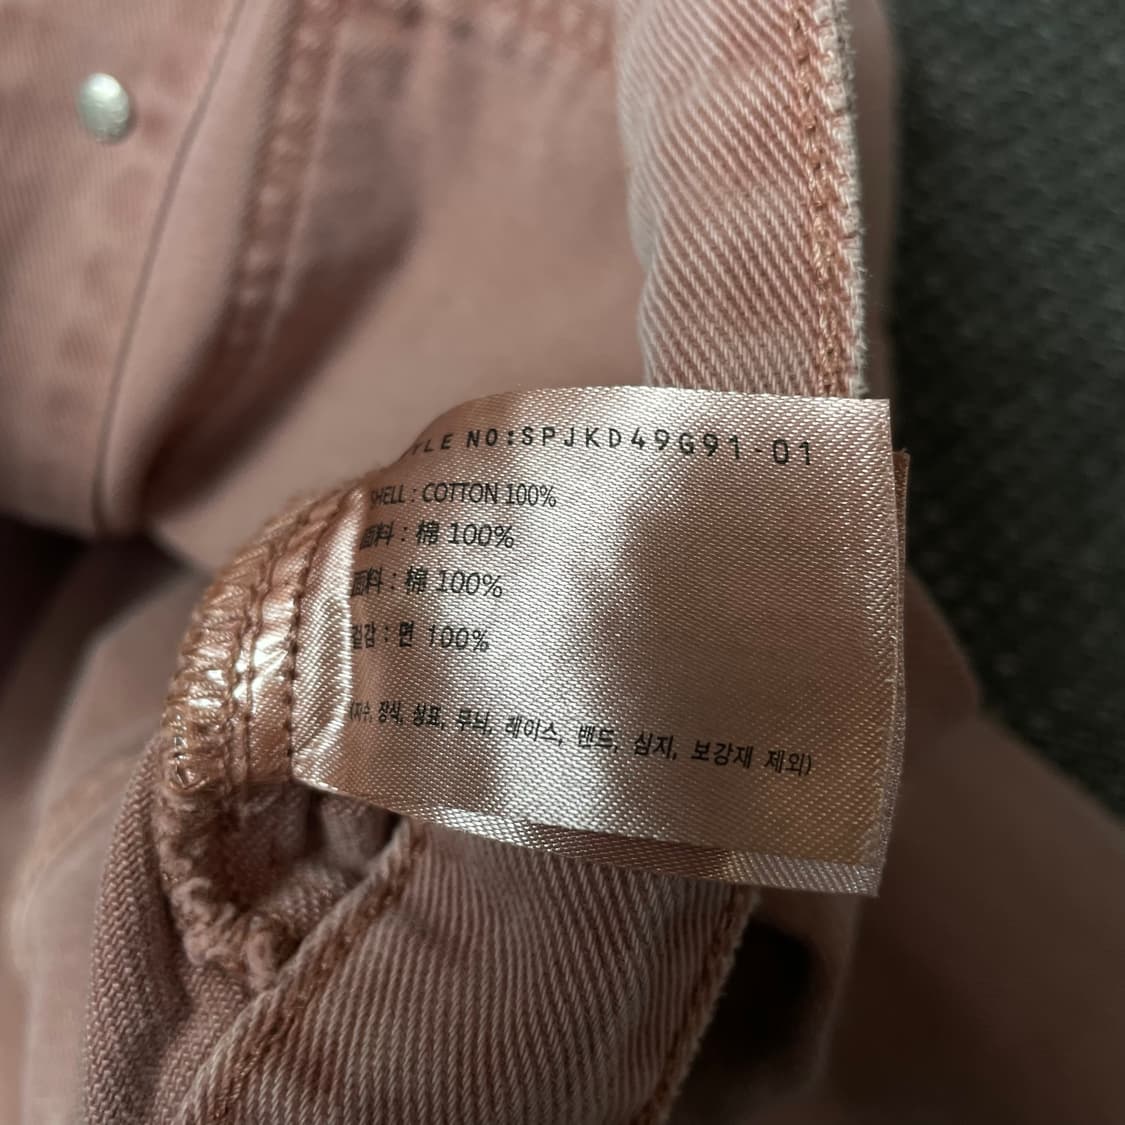 YLE NO:SPJKD49G91-01
SHELL : COTTON 100%
面料 : 棉 100%
面料 : 棉 100%
겉감 : 면 100%
(자수, 장식, 상표, 무늬, 레이스, 밴드, 심지, 보강재 제외)